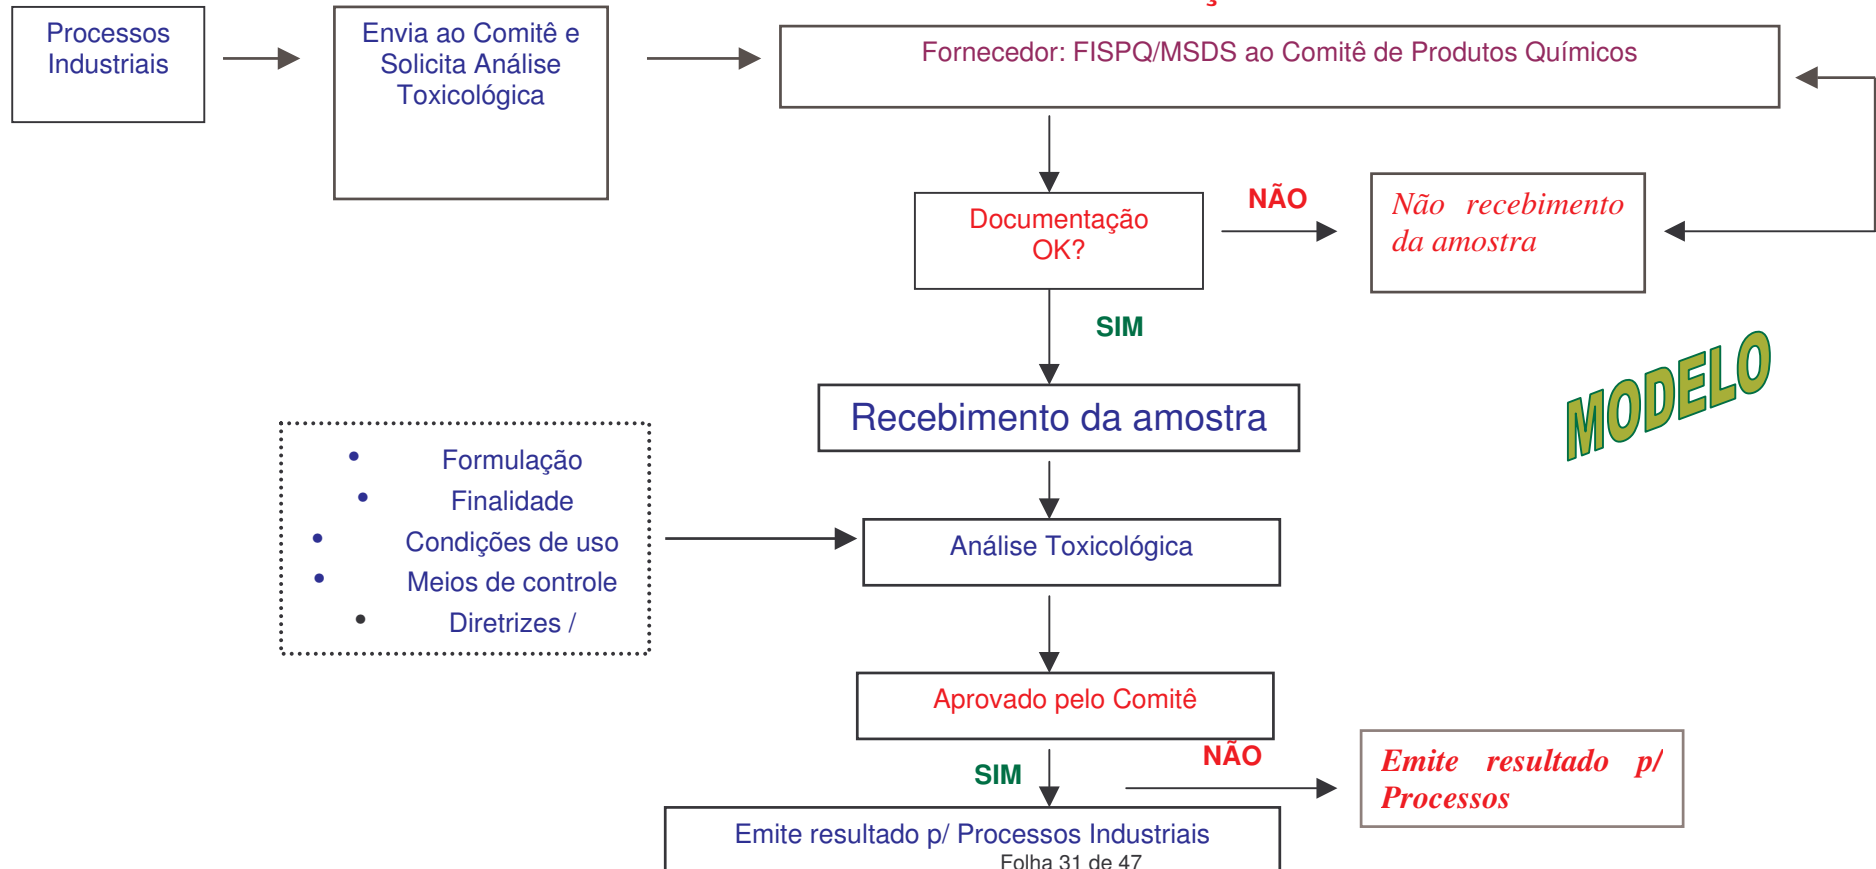 Processos
Industriais
Envia ao Comitê e
Solicita Análise
Toxicológica
Fornecedor: FISPQ/MSDS ao Comitê de Produtos Químicos
Documentação
OK?
NÃO
Não recebimento
da amostra
SIM
MODELO
Recebimento da amostra
• Formulação
• Finalidade
• Condições de uso
• Meios de controle
• Diretrizes /
Análise Toxicológica
Aprovado pelo Comitê
SIM
NÃO
Emite resultado p/
Processos
Emite resultado p/ Processos Industriais
Folha 31 de 47